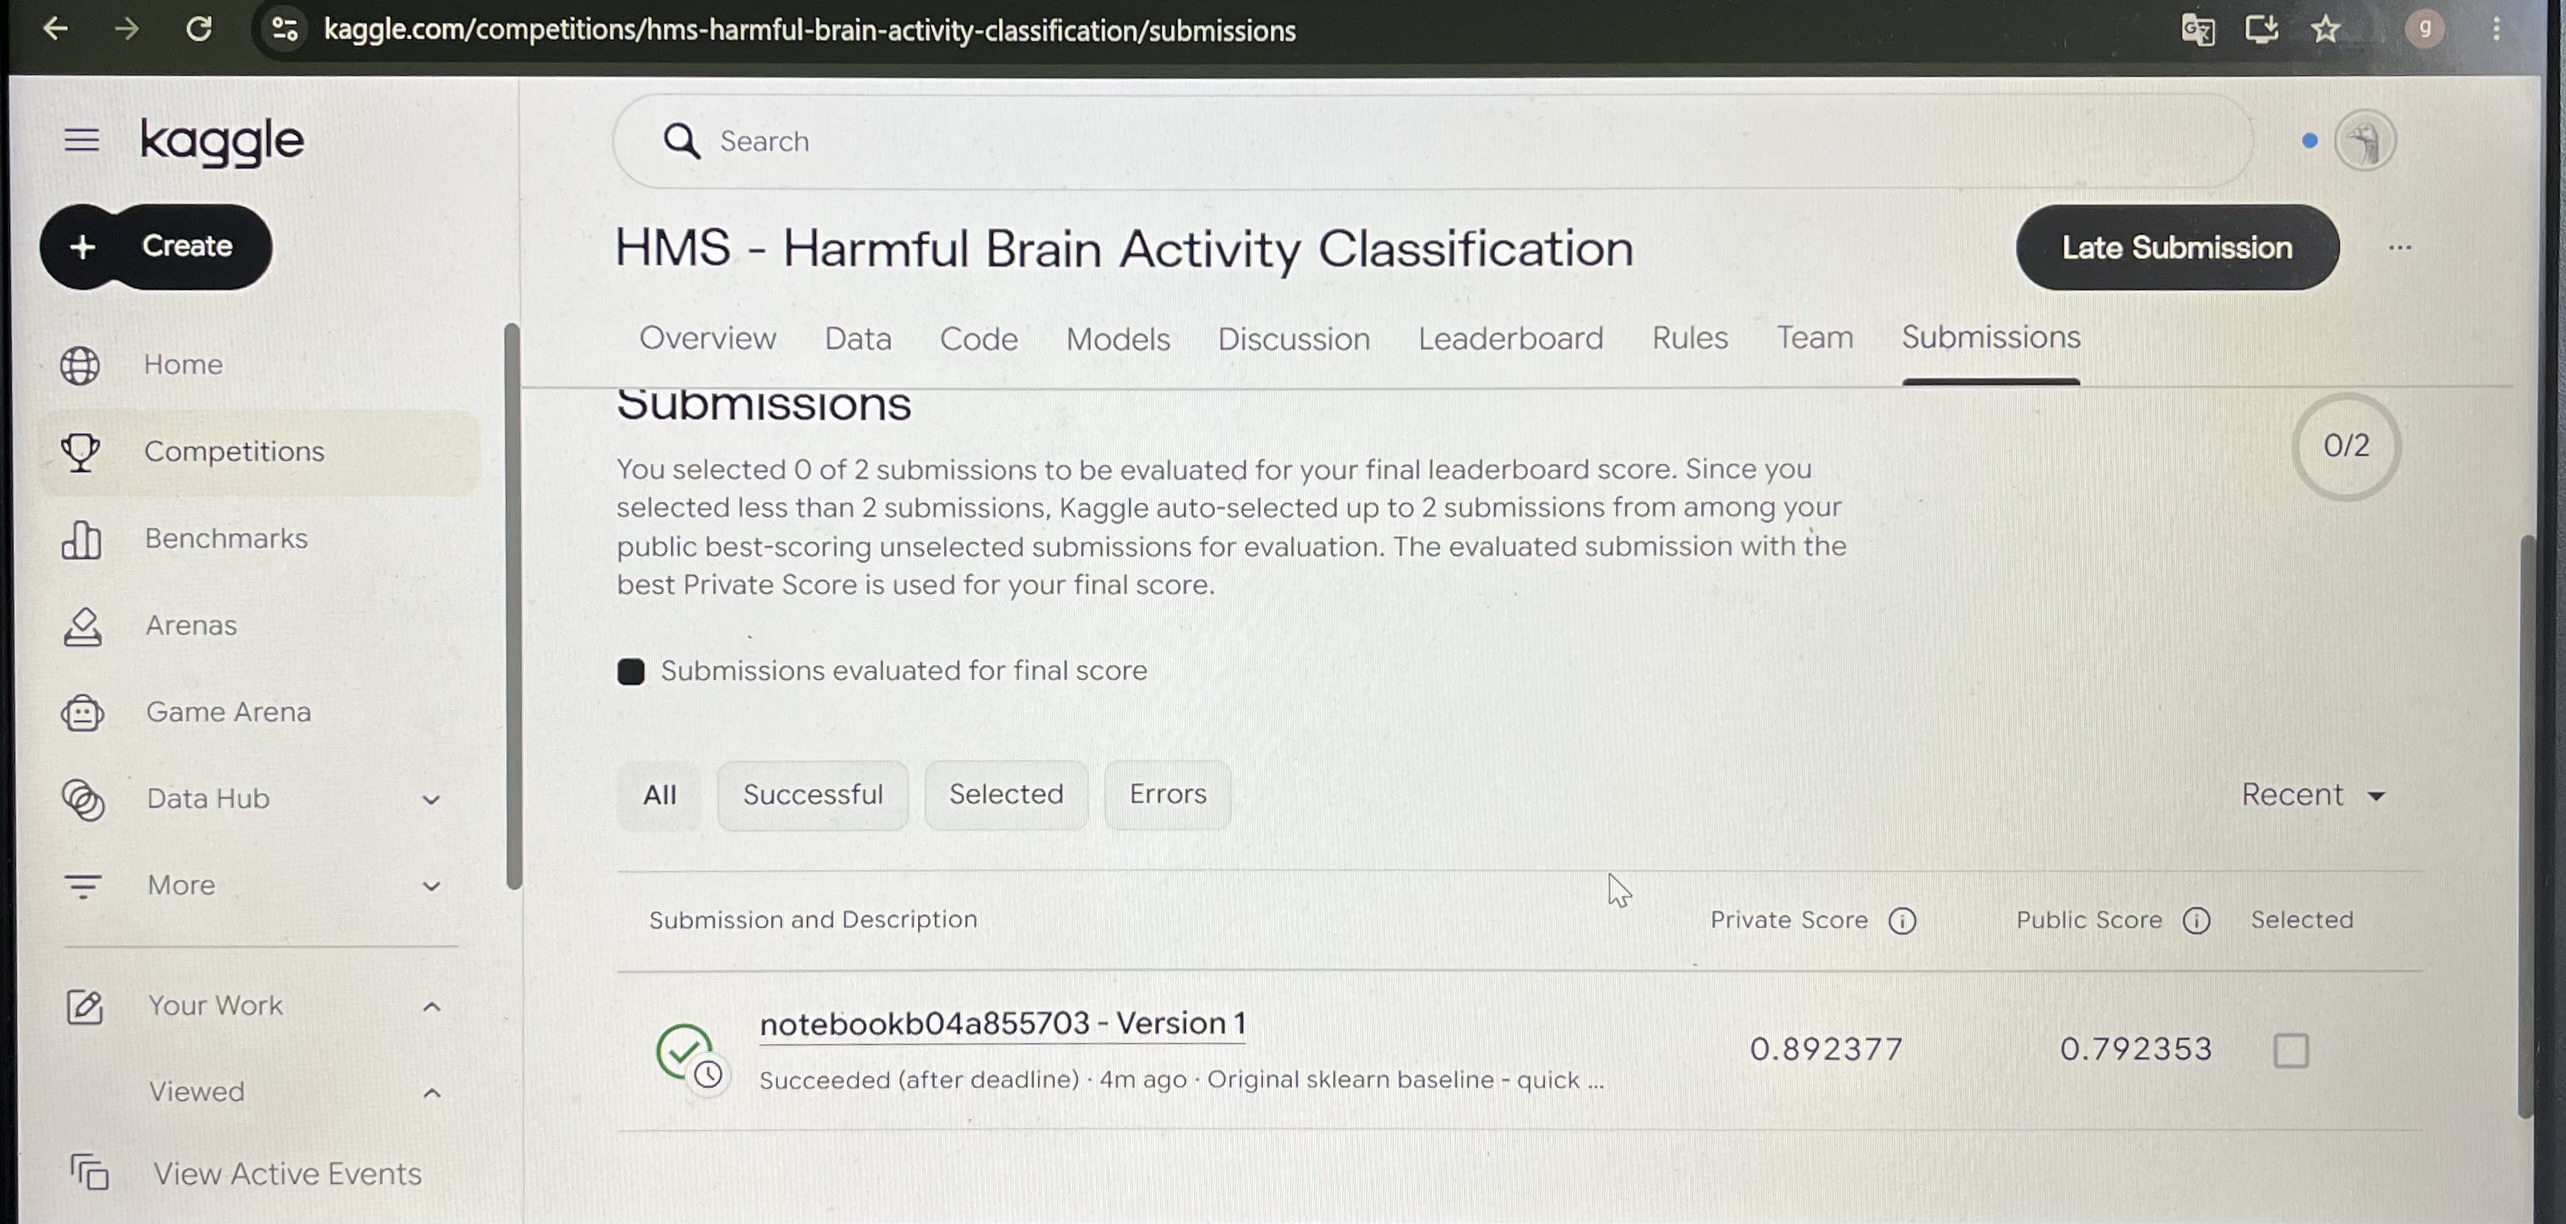 kaggle.com/competitions/hms-harmful-brain-activity-classification/submissions
g
kaggle
Search
Create
HMS - Harmful Brain Activity Classification
Late Submission
...
Overview Data Code Models Discussion Leaderboard Rules Team Submissions
Home
Competitions
Benchmarks
Arenas
Game Arena
Data Hub
More
Your Work
Viewed
View Active Events
Submissions
0/2
You selected 0 of 2 submissions to be evaluated for your final leaderboard score. Since you
selected less than 2 submissions, Kaggle auto-selected up to 2 submissions from among your
public best-scoring unselected submissions for evaluation. The evaluated submission with the
best Private Score is used for your final score.
Submissions evaluated for final score
All Successful Selected Errors
Recent
Submission and Description Private Score Public Score Selected
notebookb04a855703 - Version 1
0.892377 0.792353
Succeeded (after deadline) · 4m ago · Original sklearn baseline - quick ...